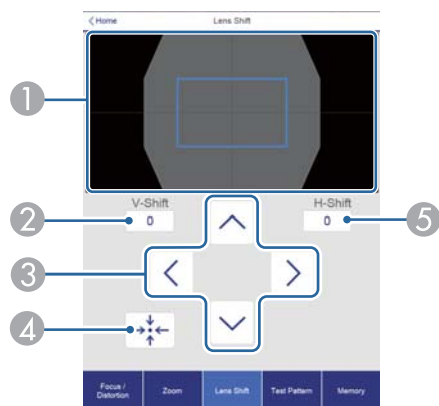 Home
Lens Shift
1
V-Shift
H-Shift
2
0
0
5
3
4
Focus /
Distortion
Zoom
Lens Shift
Test Pattern
Memory